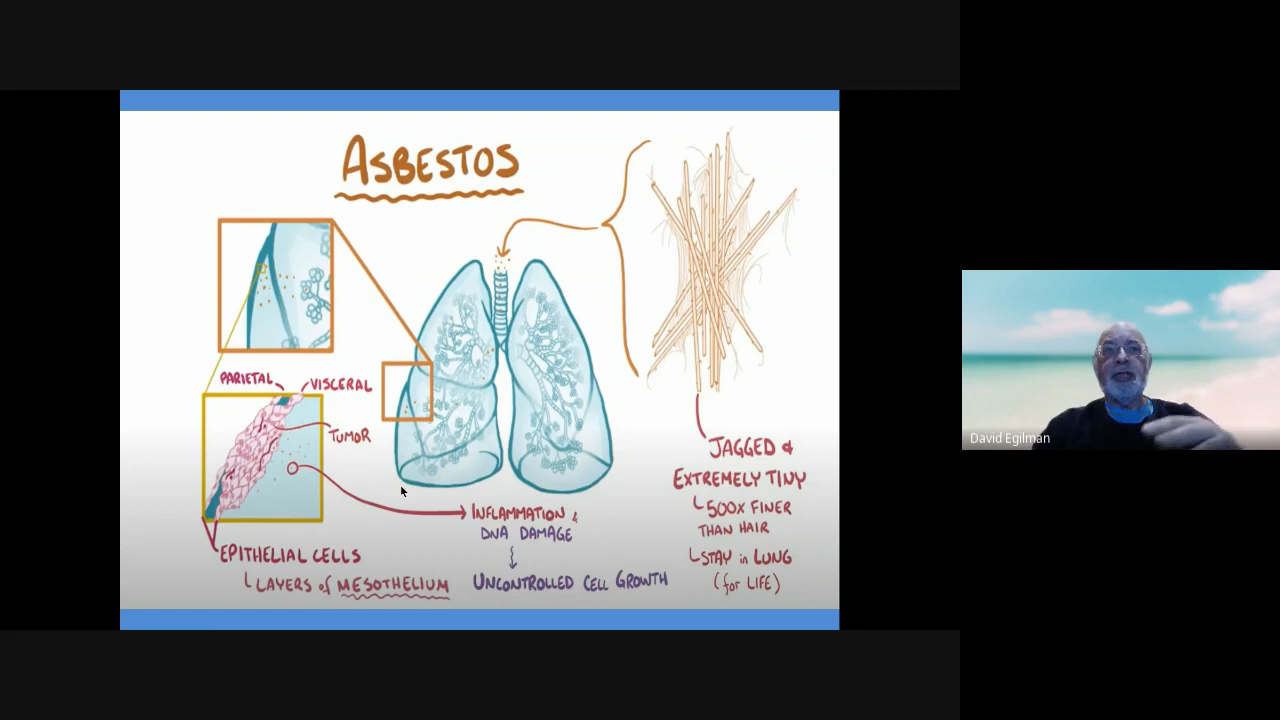 ASBESTOS
PARIETAL
VISCERAL
TUMOR
EPITHELIAL CELLS
LAYERS of MESOTHELIUM
INFLAMMATION &
DNA DAMAGE
UNCONTROLLED CELL GROWTH
JAGGED &
EXTREMELY TINY
500X FINER
THAN HAIR
STAY in LUNG
(for LIFE)
David Egilman